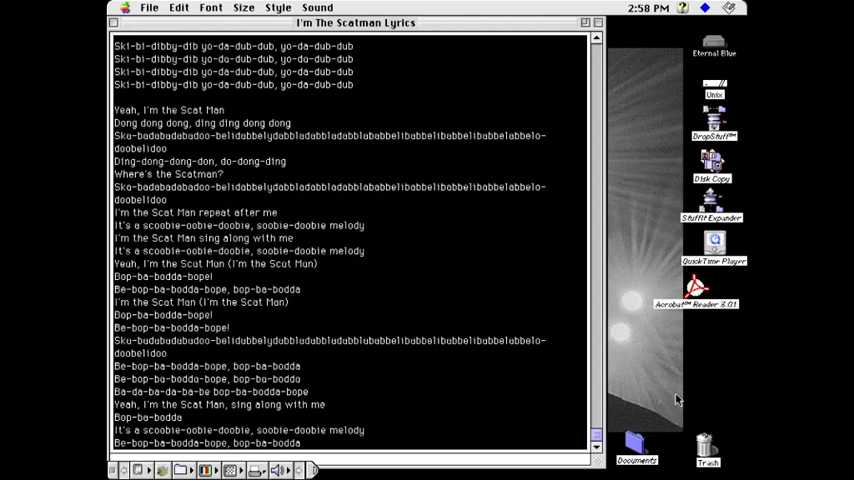 File Edit Font Size Style Sound
2:58 PM
I'm The Scatman Lyrics
Ski-bi-dibby-dib yo-da-dub-dub, yo-da-dub-dub
Ski-bi-dibby-dib yo-da-dub-dub, yo-da-dub-dub
Ski-bi-dibby-dib yo-da-dub-dub, yo-da-dub-dub
Ski-bi-dibby-dib yo-da-dub-dub, yo-da-dub-dub
Yeah, I'm the Scat Man
Dong dong dong, ding ding dong dong
Ska-badabadabadoo-belidabbelydabbladabbladabblababbelibabbelibabbelabbelo-
doobelidoo
Ding-dong-dong-don, do-dong-ding
Where's the Scatman?
Ska-badabadabadoo-belidabbelydabbladabbladabblababbelibabbelibabbelabbelo-
doobelidoo
I'm the Scat Man repeat after me
It's a scoobie-oobie-doobie, soobie-doobie melody
I'm the Scat Man sing along with me
It's a scoobie-oobie-doobie, soobie-doobie melody
Yeah, I'm the Scat Man (I'm the Scat Man)
Bop-ba-bodda-bope!
Be-bop-ba-bodda-bope, bop-ba-bodda
I'm the Scat Man (I'm the Scat Man)
Bop-ba-bodda-bope!
Be-bop-ba-bodda-bope!
Ska-badabadabadoo-belidabbelydabbladabbladabblababbelibabbelibabbelabbelo-
doobelidoo
Be-bop-ba-bodda-bope, bop-ba-bodda
Be-bop-ba-bodda-bope, bop-ba-bodda
Ba-da-ba-da-ba-be bop-ba-bodda-bope
Yeah, I'm the Scat Man, sing along with me
Bop-ba-bodda
It's a scoobie-oobie-doobie, soobie-doobie melody
Be-bop-ba-bodda-bope, bop-ba-bodda
Eternal Blue
Unix
DropStuff™
Disk Copy
StuffIt Expander
QuickTime Player
Acrobat™ Reader 3.01
Documents
Trash